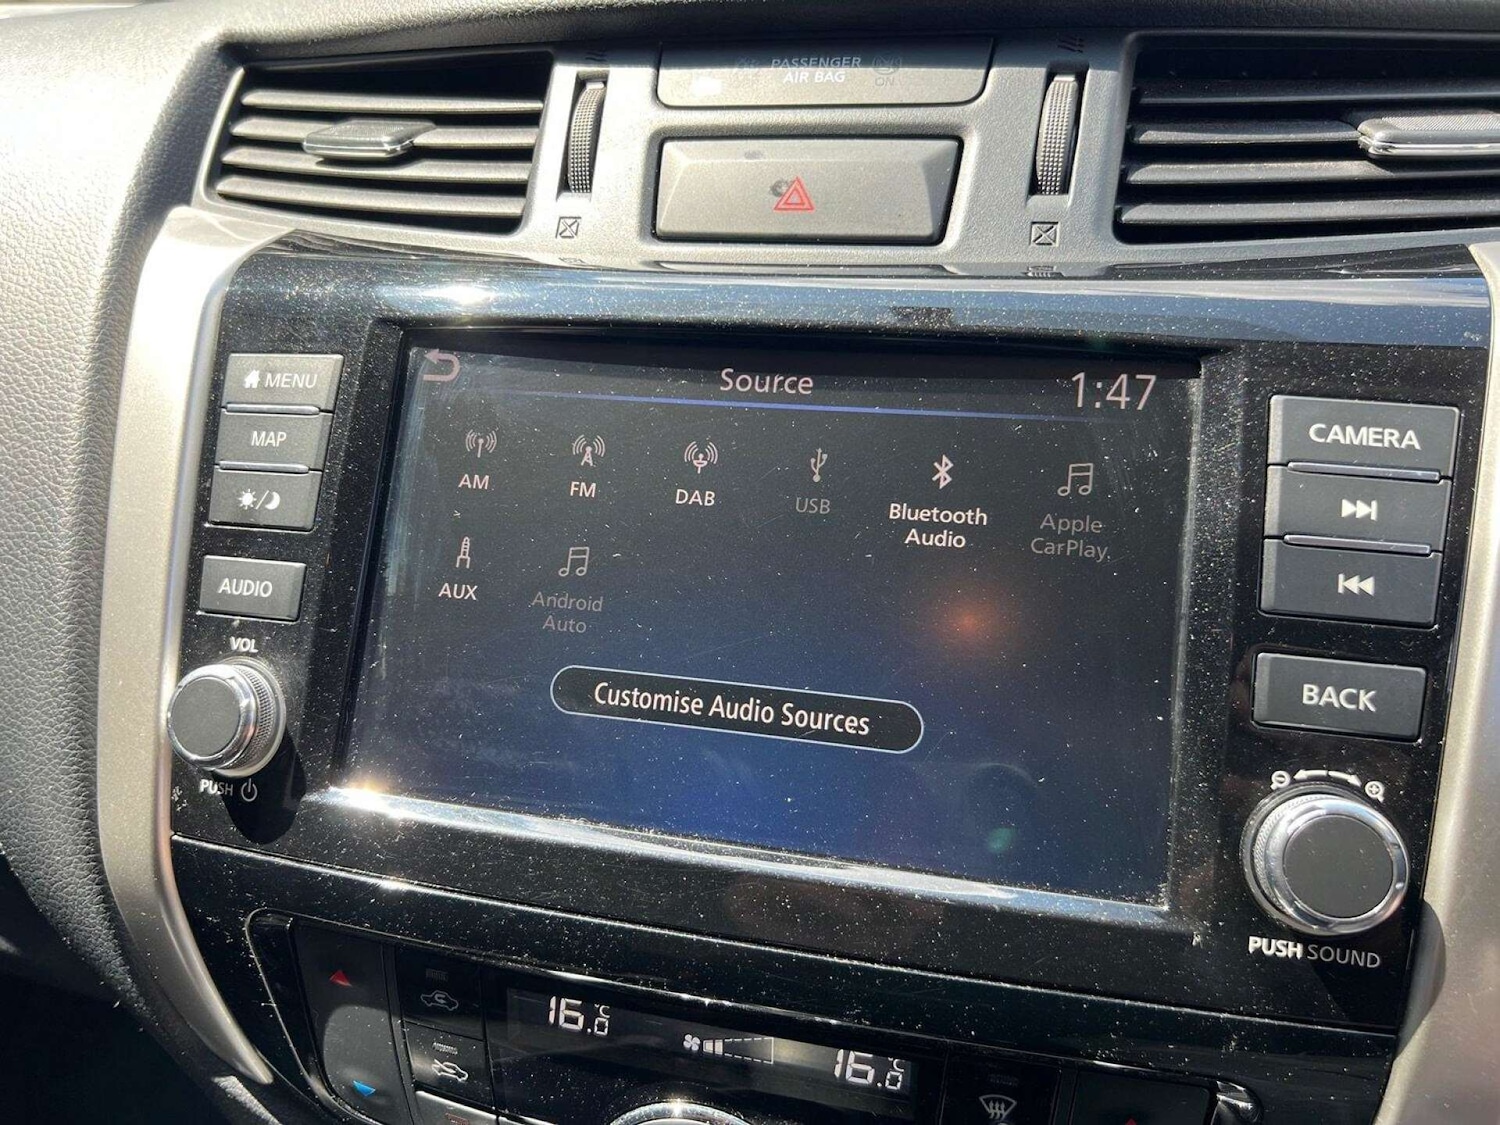 PASSENGER
AIR BAG
ON
MENU
MAP
AUDIO
VOL
PUSH
Source
1:47
AM
FM
DAB
USB
Bluetooth
Audio
Apple
CarPlay
AUX
Android
Auto
Customise Audio Sources
CAMERA
BACK
PUSH SOUND
16.0 °C
16.0 °C